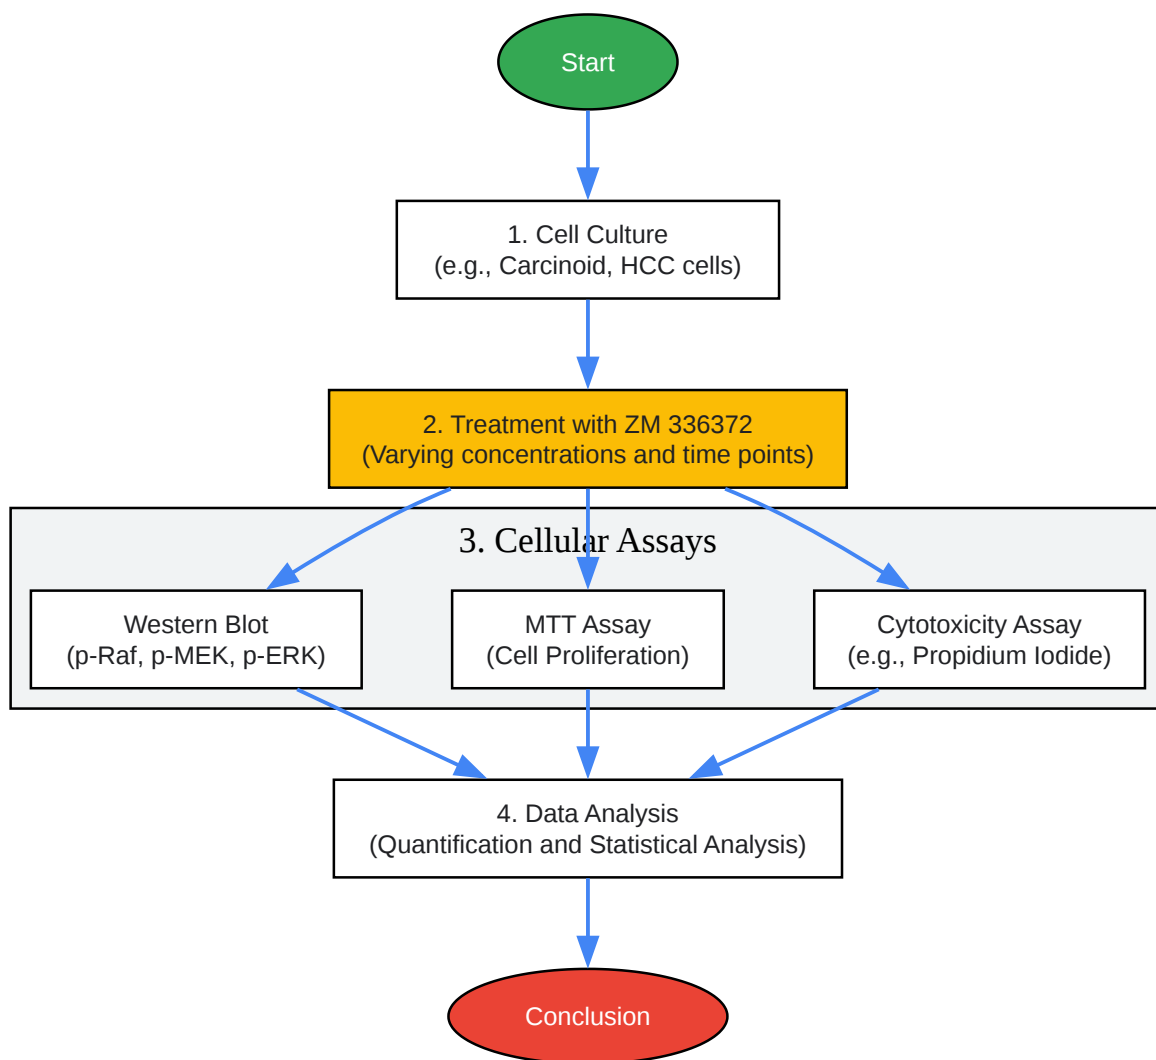 Start
1. Cell Culture
(e.g., Carcinoid, HCC cells)
2. Treatment with ZM 336372
(Varying concentrations and time points)
3. Cellular Assays
Western Blot
(p-Raf, p-MEK, p-ERK)
MTT Assay
(Cell Proliferation)
Cytotoxicity Assay
(e.g., Propidium Iodide)
4. Data Analysis
(Quantification and Statistical Analysis)
Conclusion